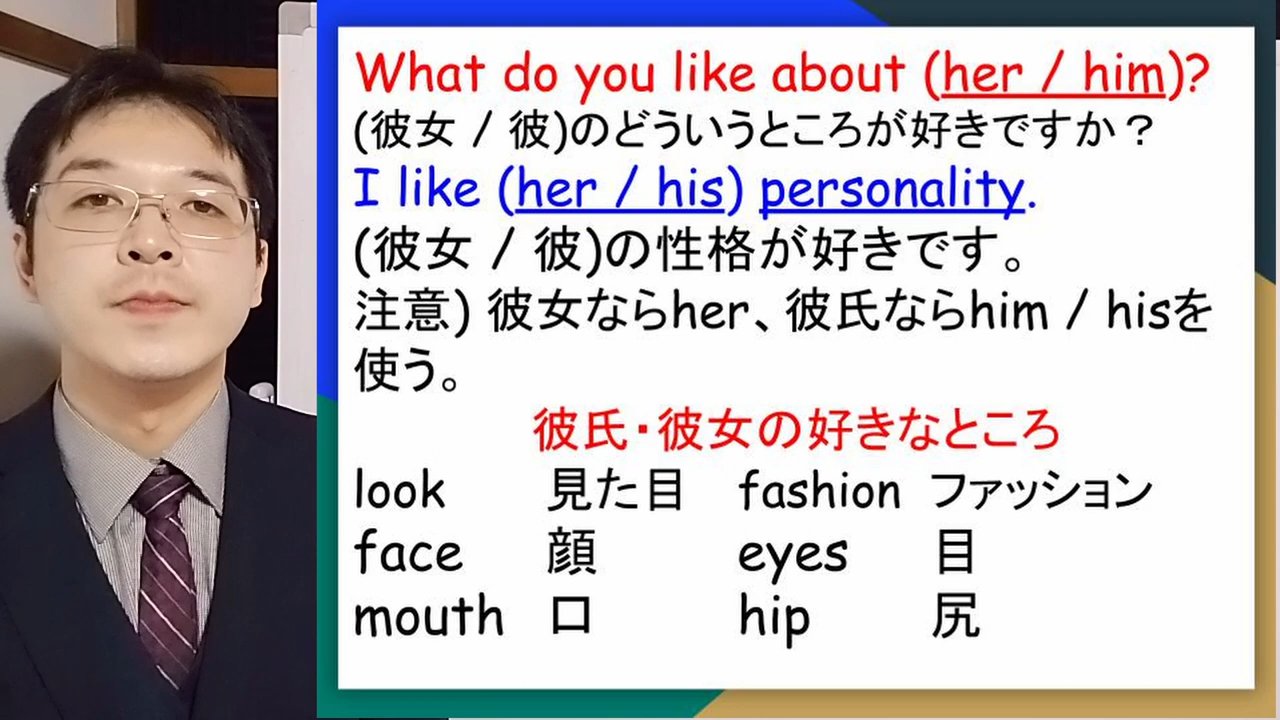 What do you like about (her / him)?
(彼女 / 彼)のどういうところが好きですか？
I like (her / his) personality.
(彼女 / 彼)の性格が好きです。
注意) 彼女ならher、彼氏ならhim / hisを
使う。
彼氏・彼女の好きなところ
look 見た目 fashion ファッション
face 顔 eyes 目
mouth 口 hip 尻